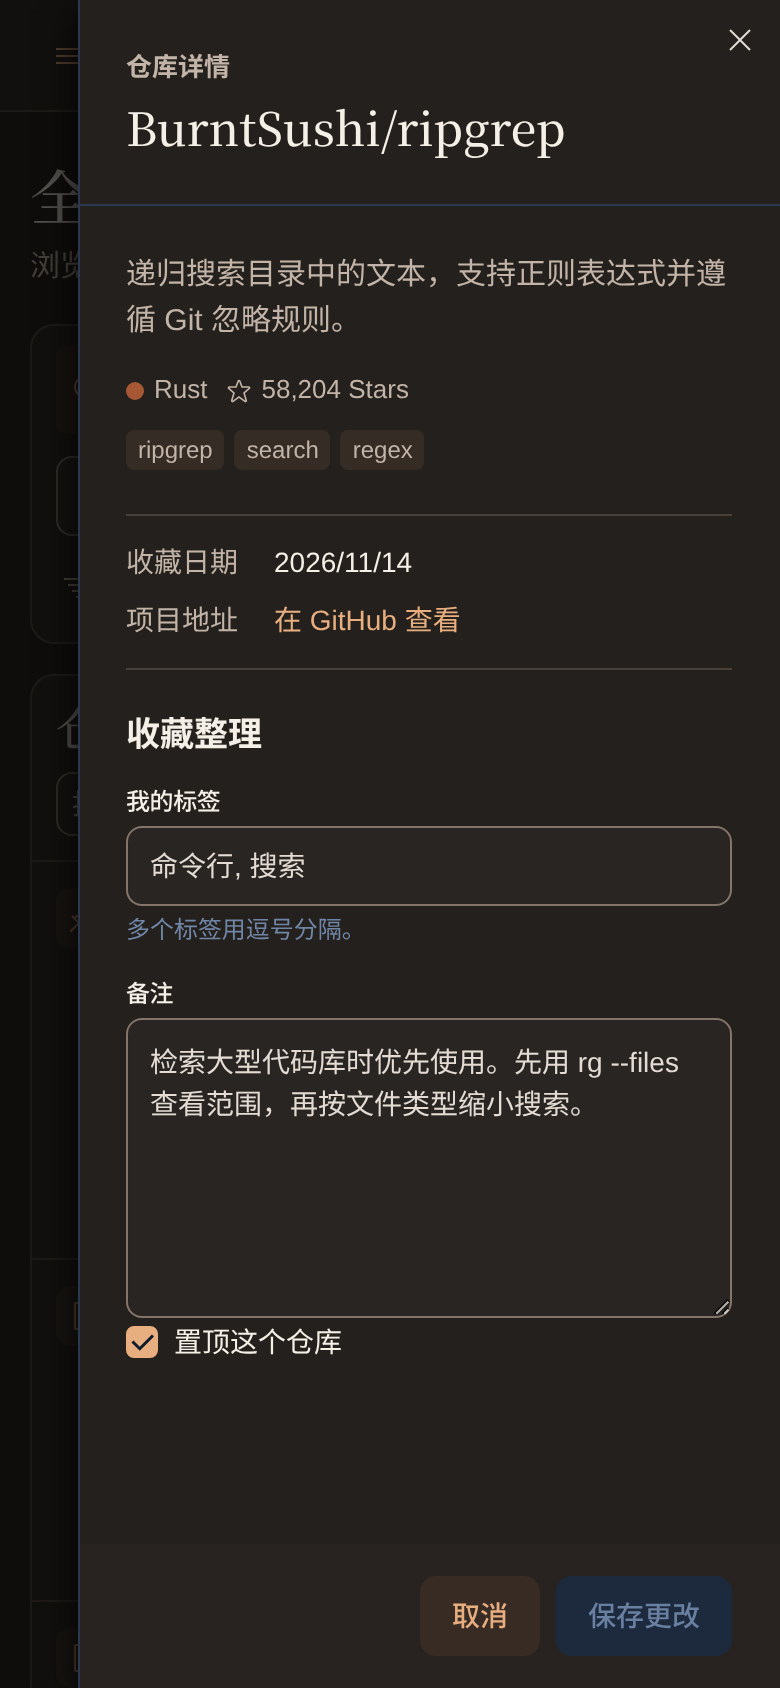 仓库详情
BurntSushi/ripgrep
全
浏览
递归搜索目录中的文本，支持正则表达式并遵
循 Git 忽略规则。
Rust 58,204 Stars
ripgrep search regex
收藏日期 2026/11/14
项目地址 在 GitHub 查看
收藏整理
我的标签
命令行, 搜索
多个标签用逗号分隔。
备注
检索大型代码库时优先使用。先用 rg --files
查看范围，再按文件类型缩小搜索。
置顶这个仓库
取消 保存更改